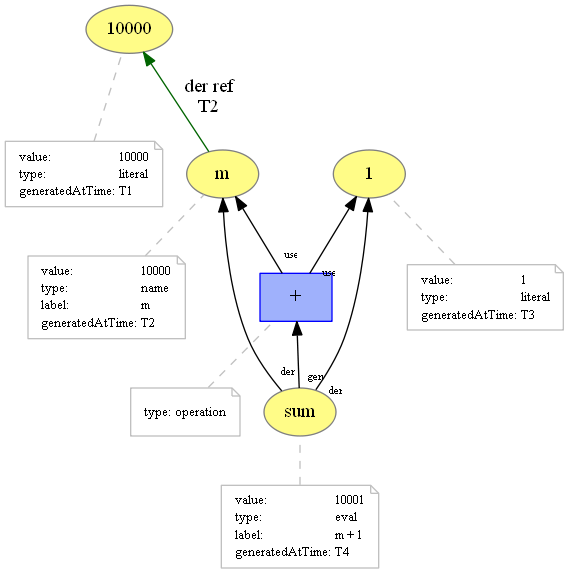 10000
der ref
T2
value: 10000
type: literal
generatedAtTime: T1
m
1
use
value: 10000
type: name
label: m
generatedAtTime: T2
use
+
value: 1
type: literal
generatedAtTime: T3
der
gen
der
type: operation
sum
value: 10001
type: eval
label: m + 1
generatedAtTime: T4